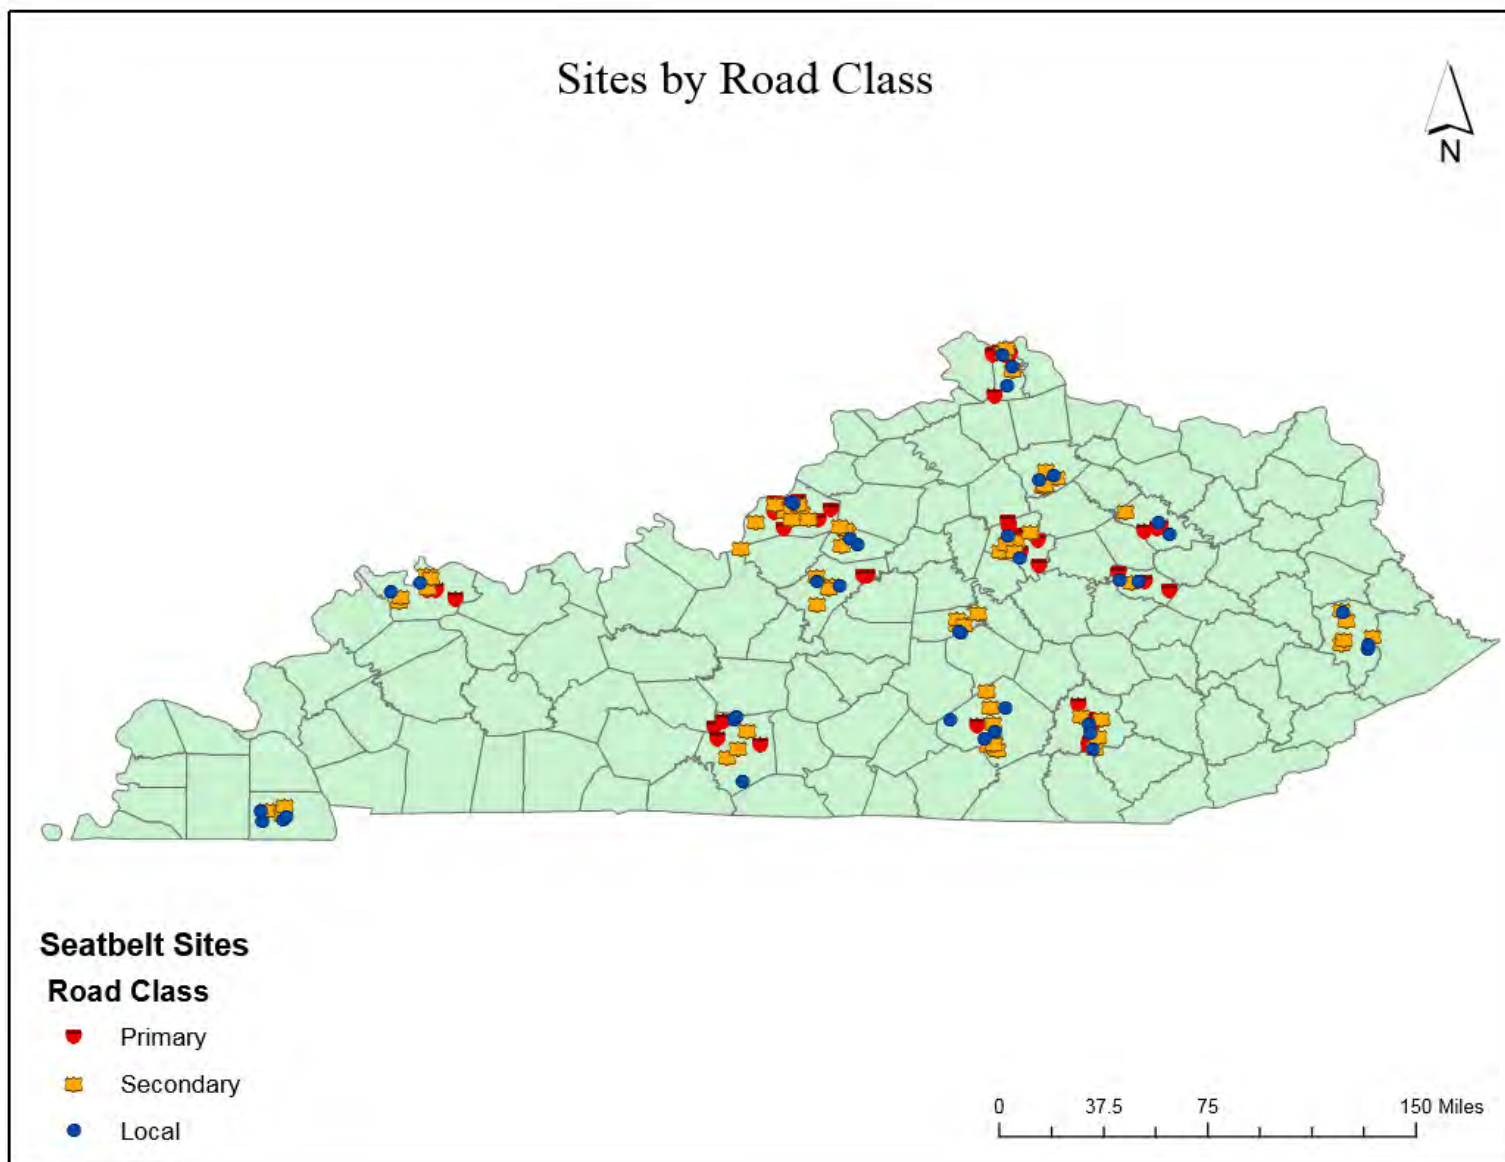 Sites by Road Class
N
Seatbelt Sites
Road Class
Primary
Secondary
Local
0 37.5 75 150 Miles